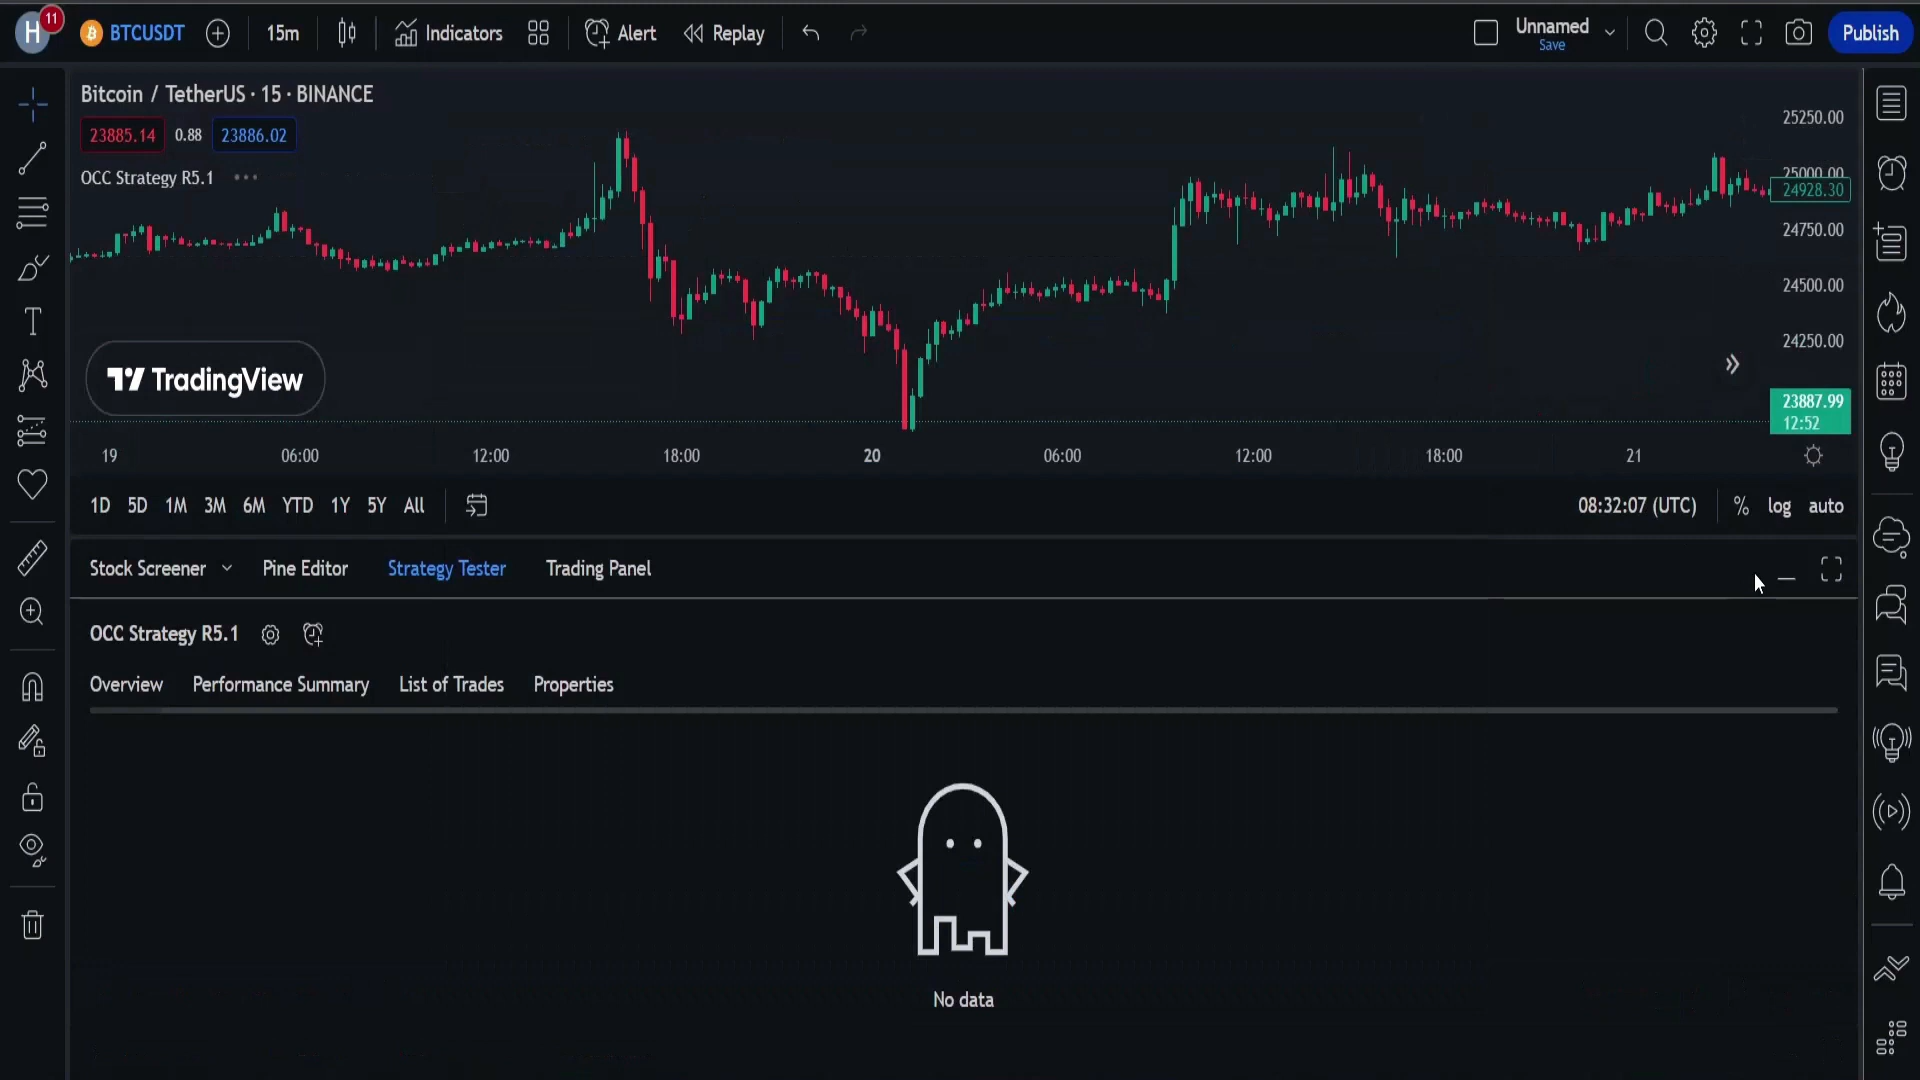 H 11 BTCUSDT 15m Indicators Alert Replay Unnamed Publish
Save
Bitcoin / TetherUS · 15 · BINANCE
23885.14 0.88 23886.02
OCC Strategy R5.1
25250.00
25000.00
24928.30
24750.00
24500.00
24250.00
TradingView
23887.99
12:52
19 06:00 12:00 18:00 20 06:00 12:00 18:00 21
1D 5D 1M 3M 6M YTD 1Y 5Y All 08:32:07 (UTC) % log auto
Stock Screener Pine Editor Strategy Tester Trading Panel
OCC Strategy R5.1
Overview Performance Summary List of Trades Properties
No data